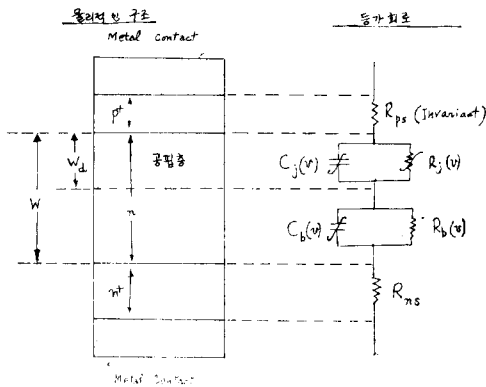 물리적인 구조
등가회로
Metal contact
P+
Rps (Invariant)
W
Wd
공핍층
Cj(v)
Rj(v)
n
Cb(v)
Rb(v)
n+
Rns
Metal Contact